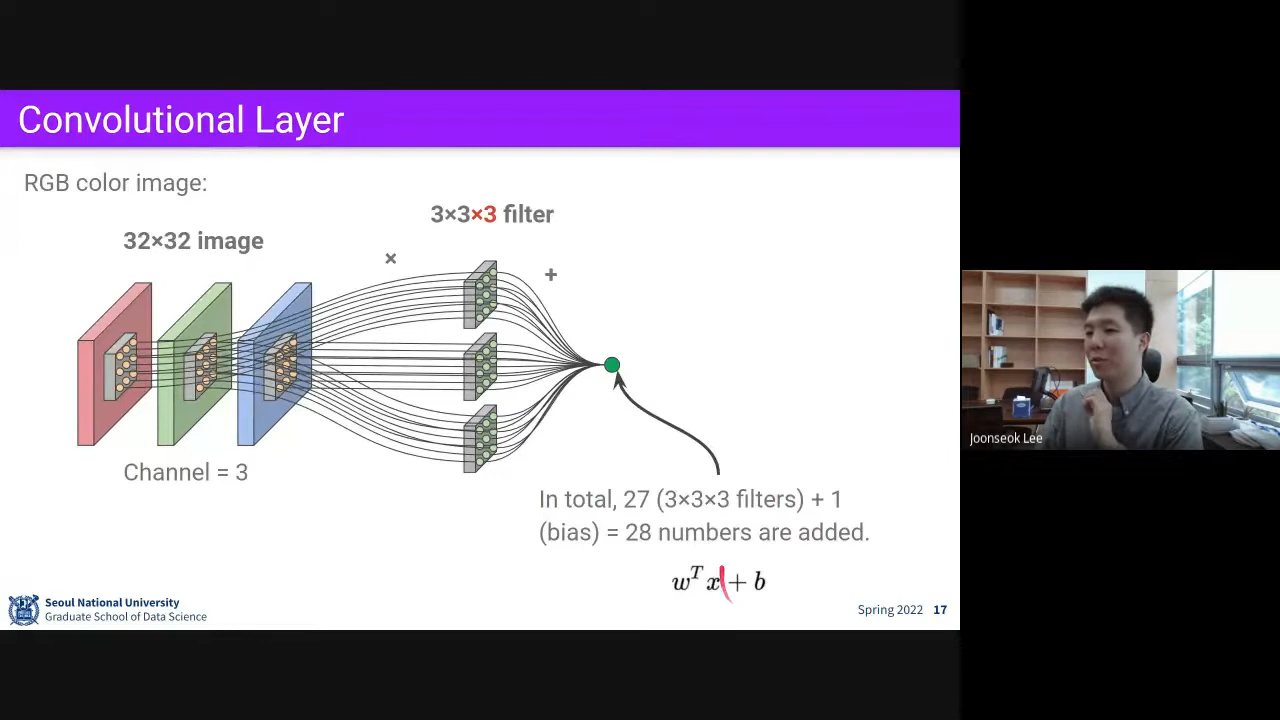 Convolutional Layer
RGB color image:
3×3×3 filter
32×32 image
×
+
Channel = 3
In total, 27 (3×3×3 filters) + 1
(bias) = 28 numbers are added.
w^T x + b
Seoul National University
Graduate School of Data Science
Spring 2022 17
Joonseok Lee